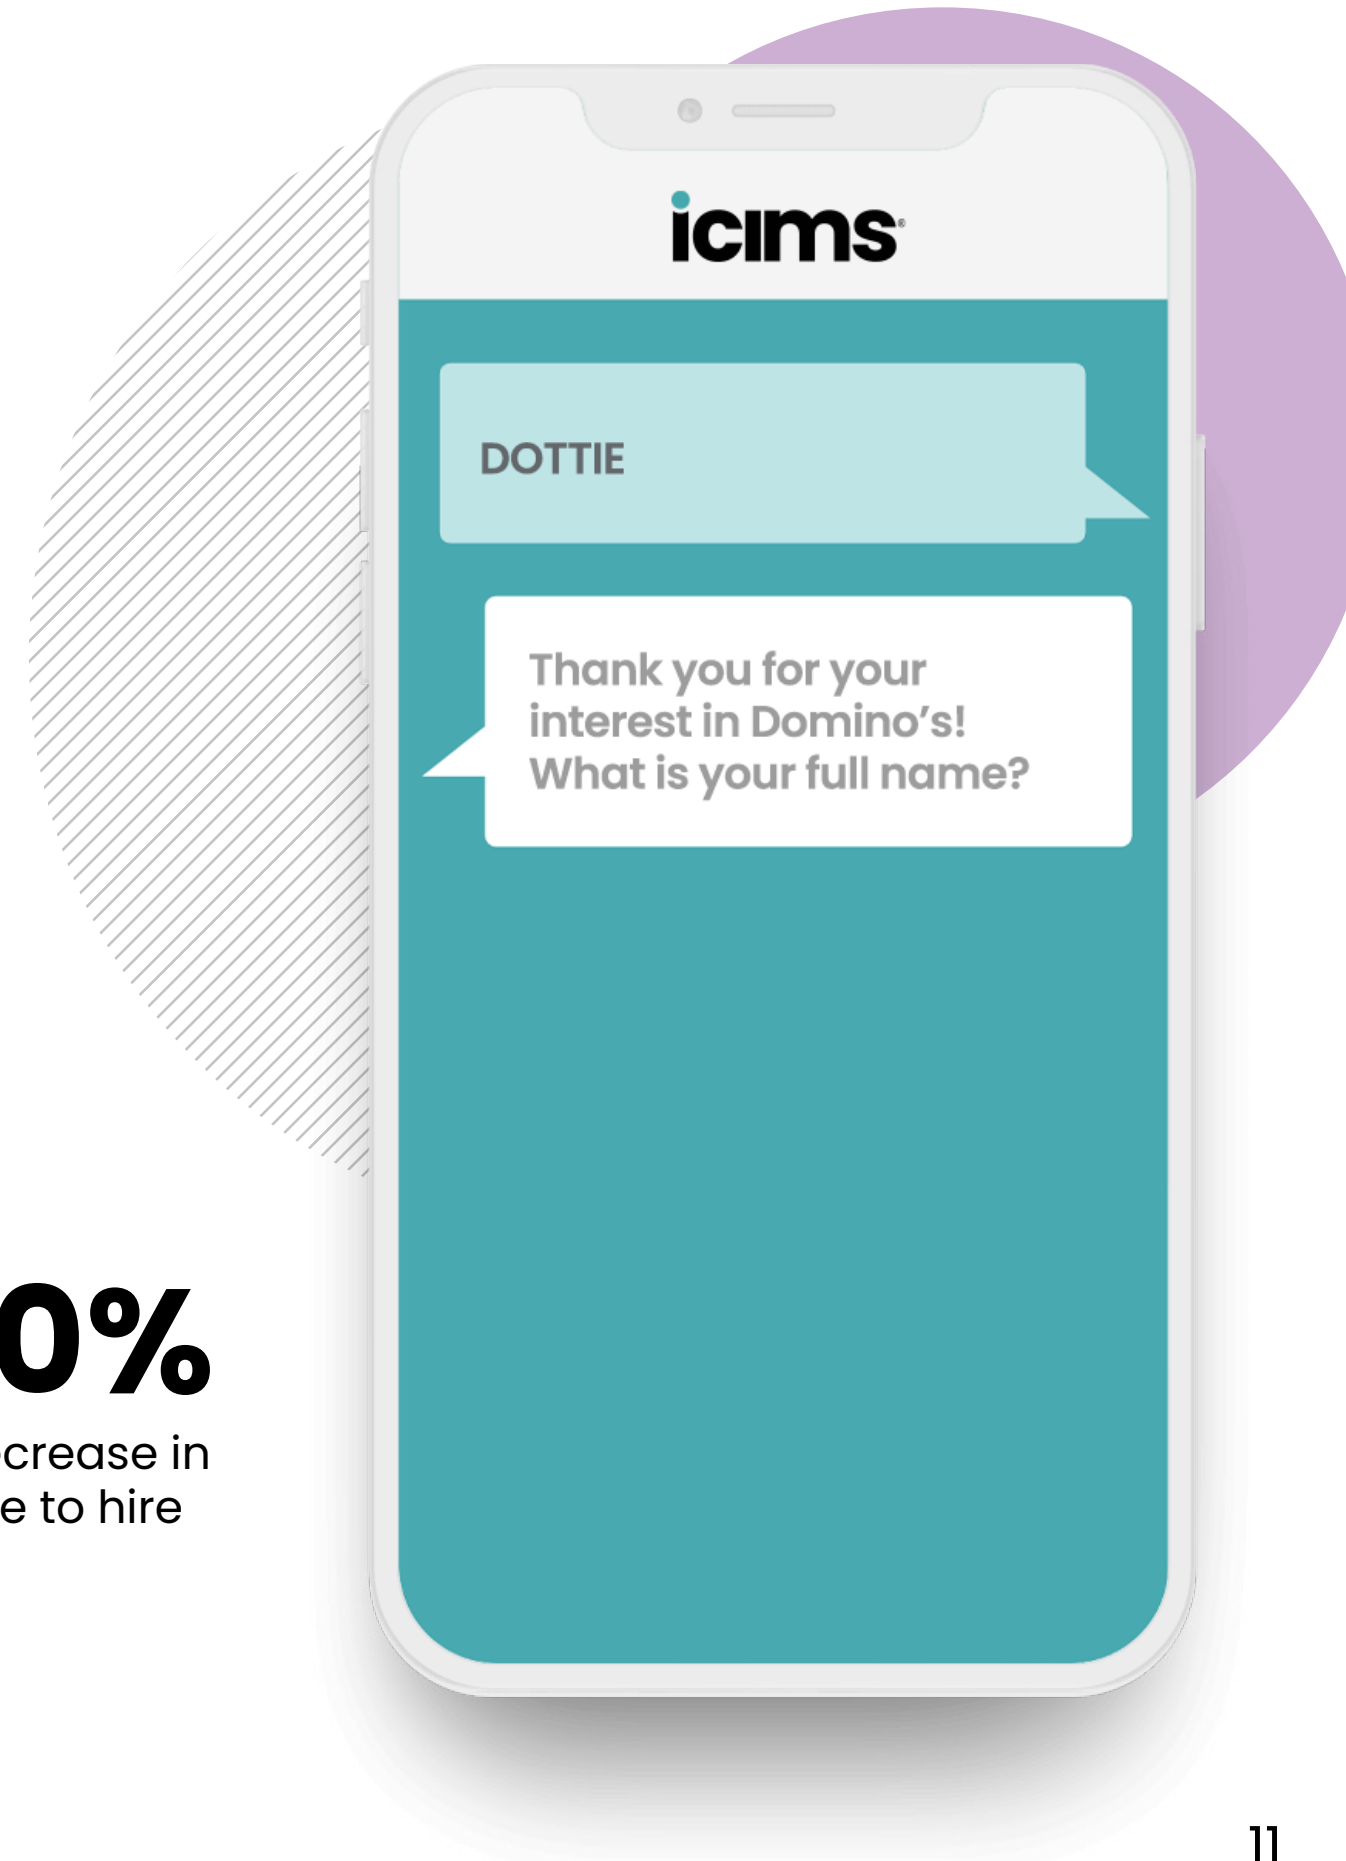 icims
DOTTIE
Thank you for your
interest in Domino’s!
What is your full name?
0%
crease in
e to hire
11